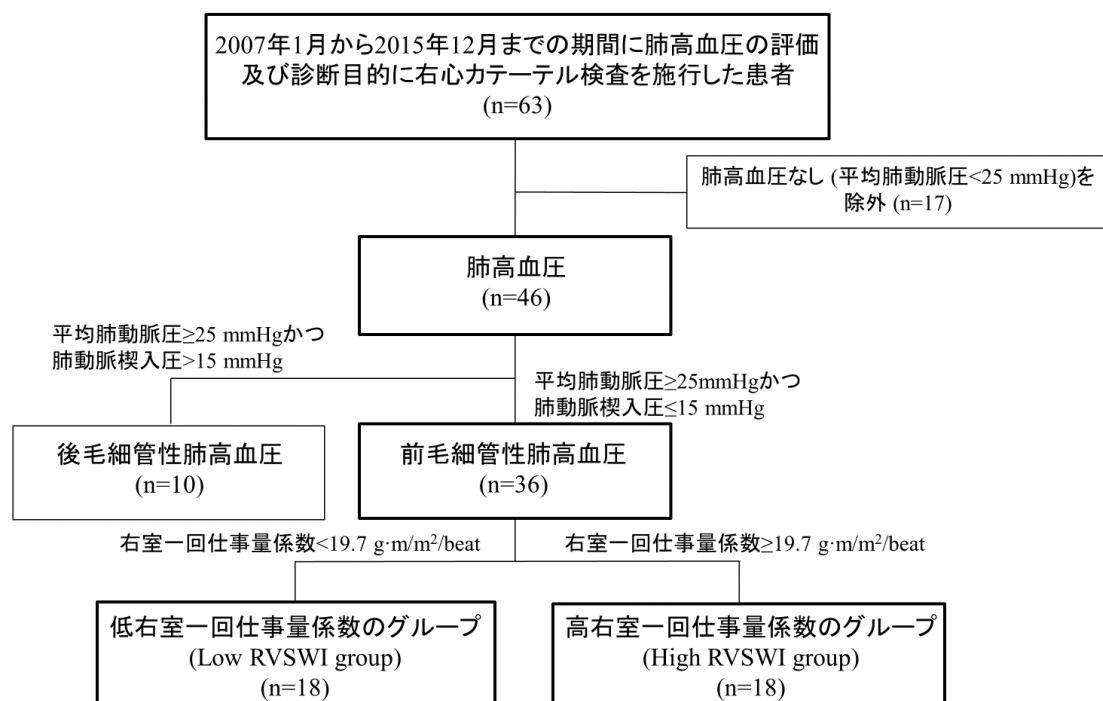 2007年1月から2015年12月までの期間に肺高血圧の評価
及び診断目的に右心カテーテル検査を施行した患者
(n=63)
肺高血圧なし (平均肺動脈圧<25 mmHg)を
除外 (n=17)
肺高血圧
(n=46)
平均肺動脈圧≥25 mmHgかつ
肺動脈楔入圧>15 mmHg
平均肺動脈圧≥25mmHgかつ
肺動脈楔入圧≤15 mmHg
後毛細管性肺高血圧
(n=10)
前毛細管性肺高血圧
(n=36)
右室一回仕事量係数<19.7 g·m/m²/beat
右室一回仕事量係数≥19.7 g·m/m²/beat
低右室一回仕事量係数のグループ
(Low RVSWI group)
(n=18)
高右室一回仕事量係数のグループ
(High RVSWI group)
(n=18)